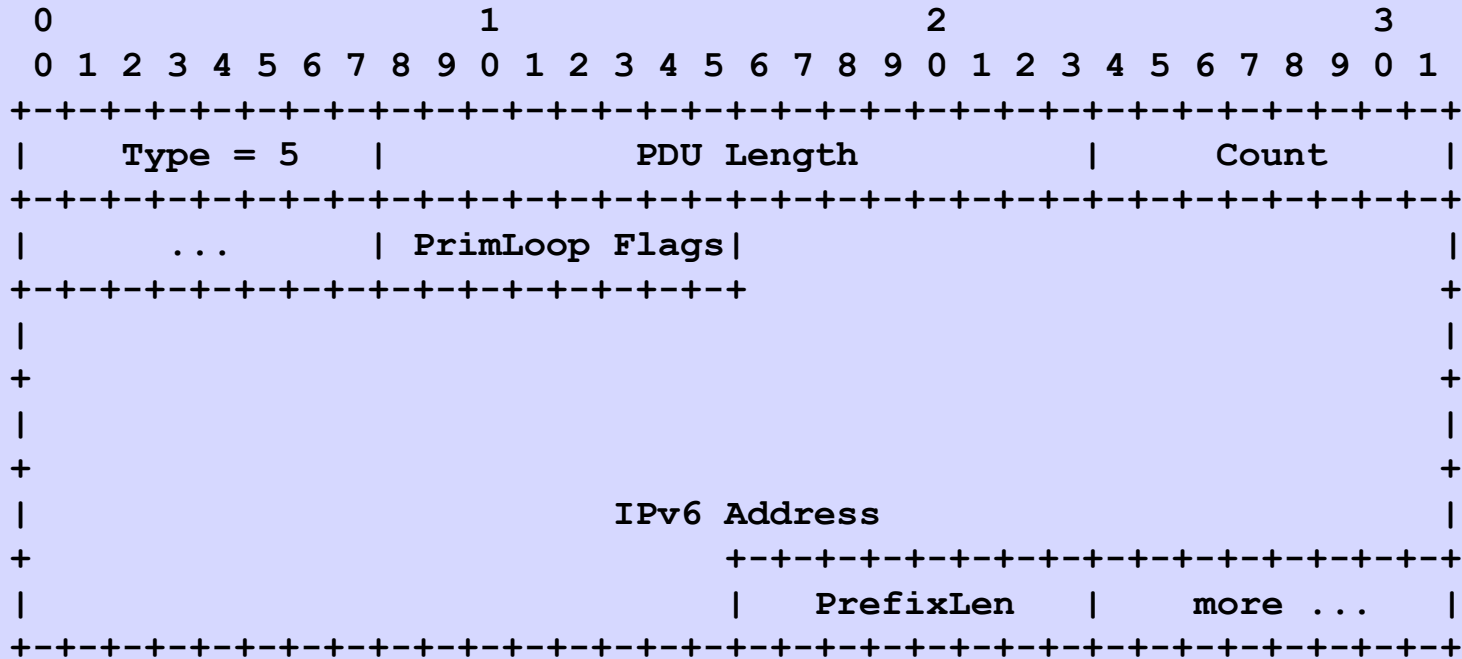 0                   1                   2                   3
 0 1 2 3 4 5 6 7 8 9 0 1 2 3 4 5 6 7 8 9 0 1 2 3 4 5 6 7 8 9 0 1
+-+-+-+-+-+-+-+-+-+-+-+-+-+-+-+-+-+-+-+-+-+-+-+-+-+-+-+-+-+-+-+-+
|    Type = 5   |           PDU Length          |     Count     |
+-+-+-+-+-+-+-+-+-+-+-+-+-+-+-+-+-+-+-+-+-+-+-+-+-+-+-+-+-+-+-+-+
|      ...      | PrimLoop Flags|                               |
+-+-+-+-+-+-+-+-+-+-+-+-+-+-+-+-+                               +
|                                                               |
+                                                               +
|                                                               |
+                                                               +
|                          IPv6 Address                         |
+                               +-+-+-+-+-+-+-+-+-+-+-+-+-+-+-+-+
|                               |   PrefixLen   |    more ...   |
+-+-+-+-+-+-+-+-+-+-+-+-+-+-+-+-+-+-+-+-+-+-+-+-+-+-+-+-+-+-+-+-+